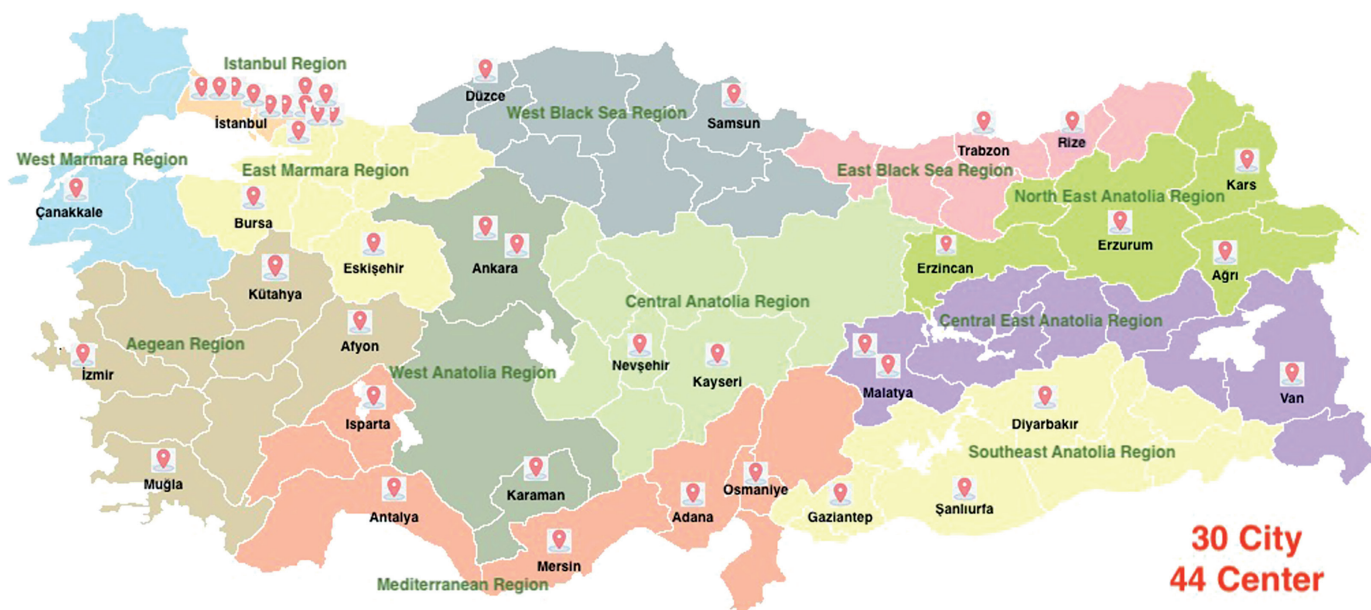 Istanbul Region
Düzce
West Black Sea Region
Samsun
İstanbul
Trabzon
Rize
West Marmara Region
East Marmara Region
East Black Sea Region
Kars
North East Anatolia Region
Çanakkale
Bursa
Erzurum
Eskişehir
Ankara
Erzincan
Ağrı
Kütahya
Central Anatolia Region
Central East Anatolia Region
Aegean Region
Afyon
Nevşehir
Kayseri
İzmir
West Anatolia Region
Malatya
Van
Isparta
Diyarbakır
Southeast Anatolia Region
Muğla
Karaman
Osmaniye
Antalya
Adana
Gaziantep
Şanlıurfa
30 City
Mersin
44 Center
Mediterranean Region